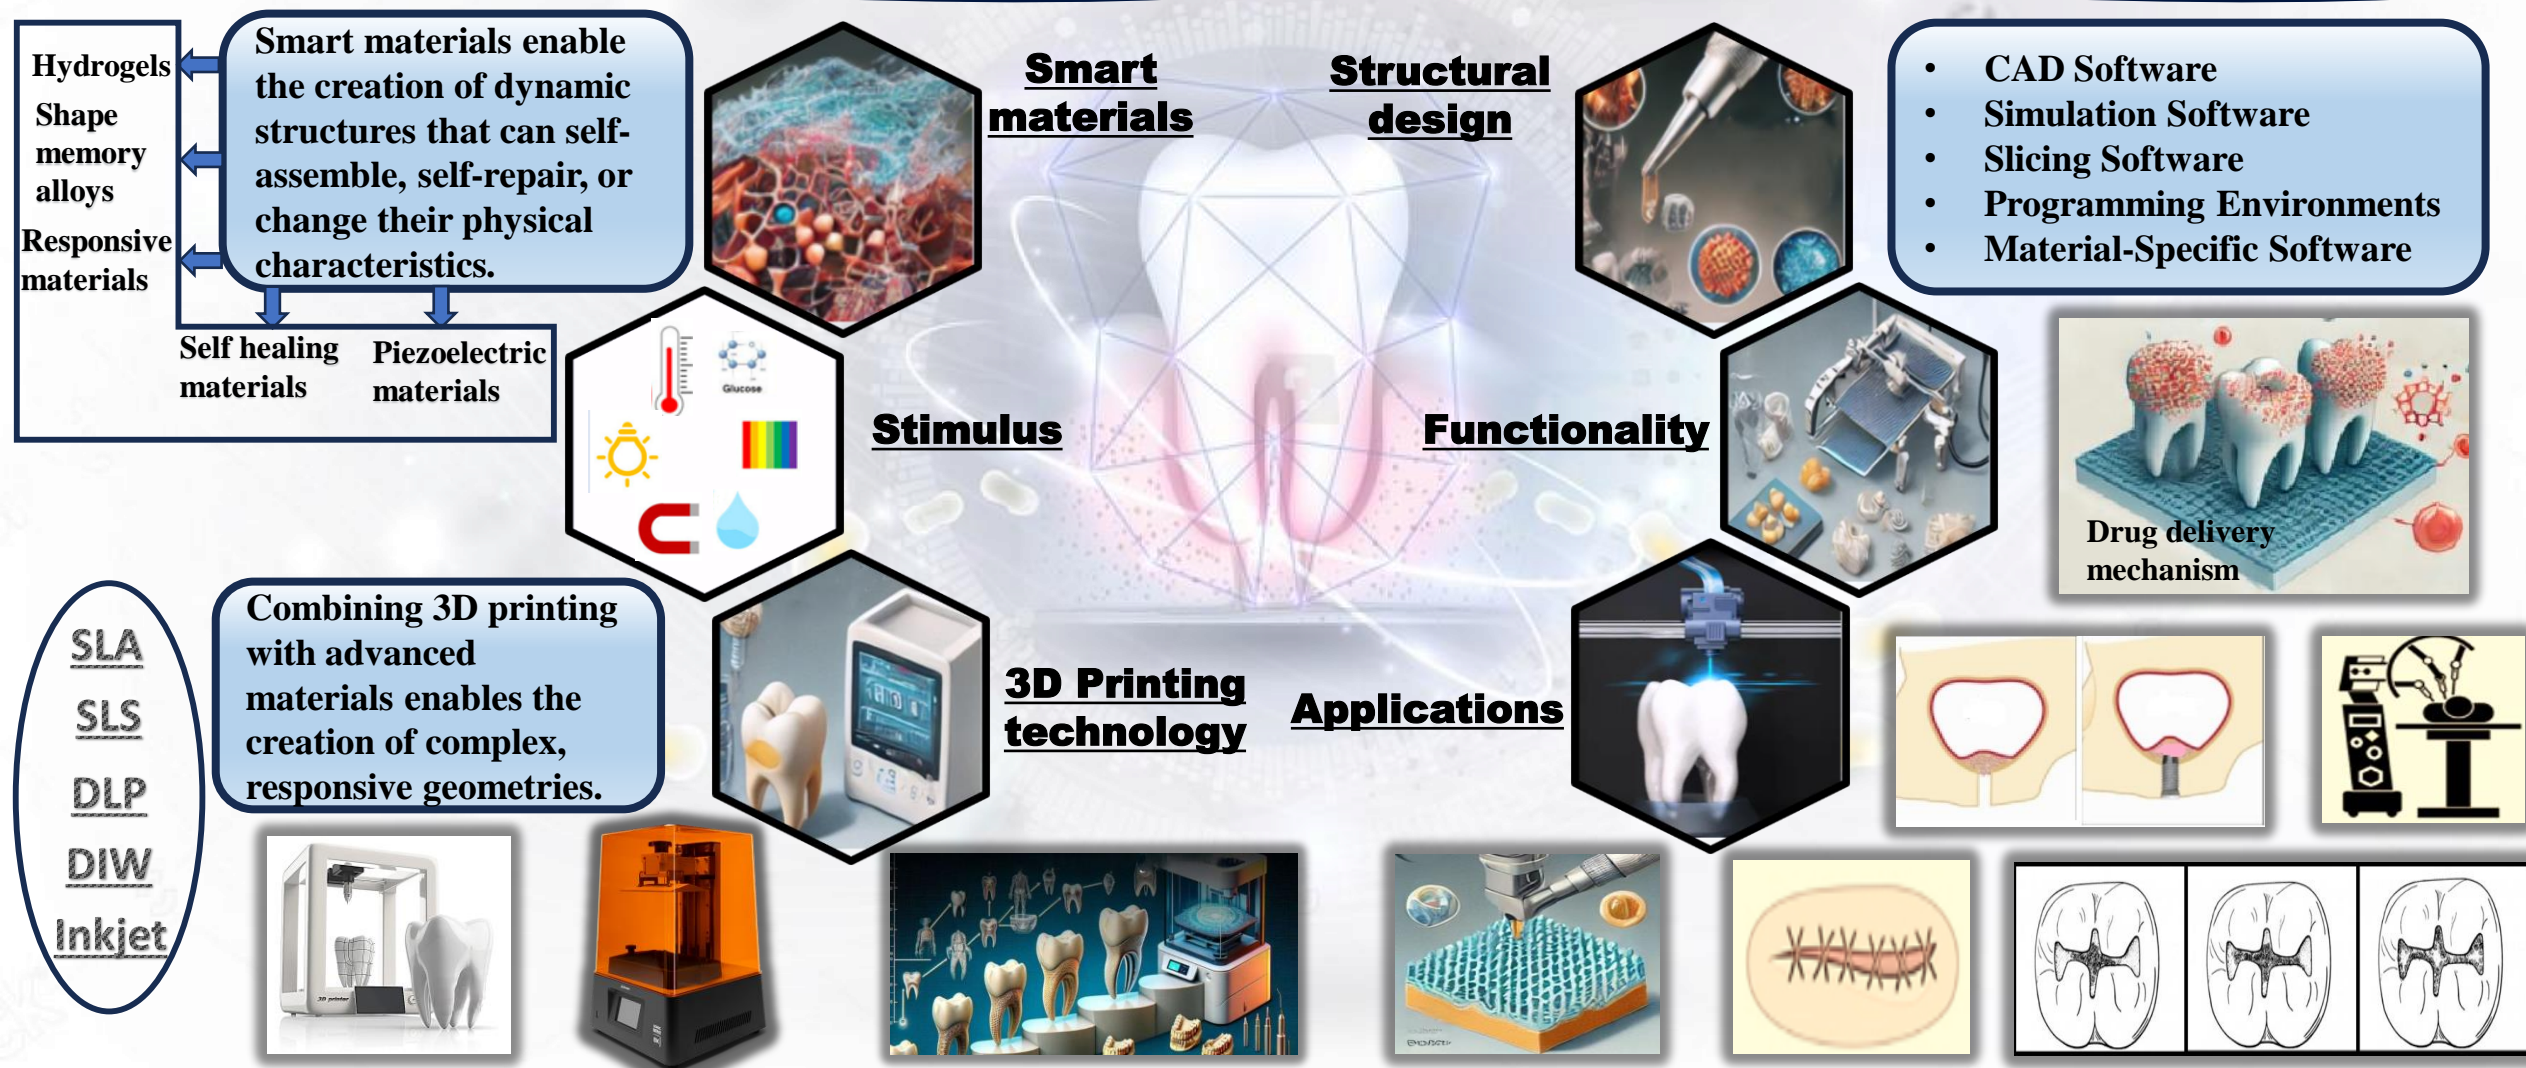 Hydrogels
Shape
memory
alloys
Responsive
materials
Smart materials enable
the creation of dynamic
structures that can self-
assemble, self-repair, or
change their physical
characteristics.
Self healing
materials
Piezoelectric
materials
Smart
materials
Structural
design
• CAD Software
• Simulation Software
• Slicing Software
• Programming Environments
• Material-Specific Software
Glucose
Stimulus
Functionality
Drug delivery
mechanism
SLA
SLS
DLP
DIW
Inkjet
Combining 3D printing
with advanced
materials enables the
creation of complex,
responsive geometries.
3D Printing
technology
Applications
3D printer